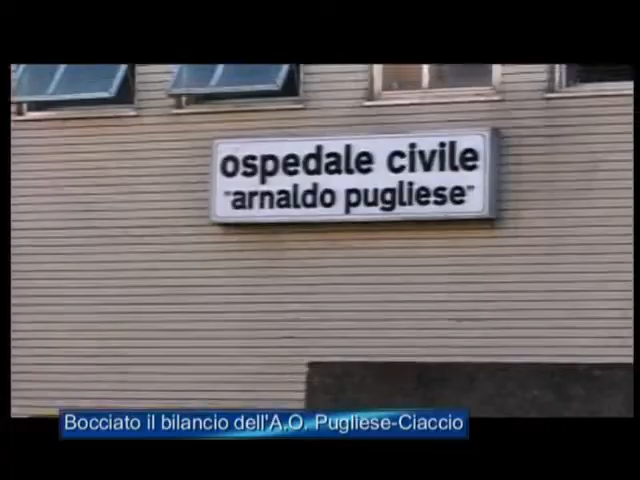 ospedale civile
"arnaldo pugliese"
Bocciato il bilancio dell'A.O. Pugliese-Ciaccio